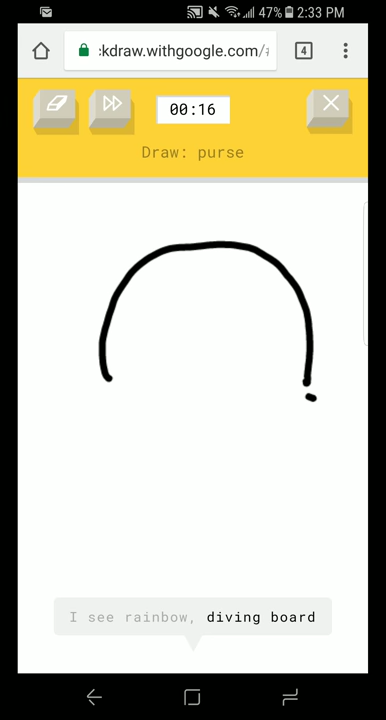 47% 2:33 PM
:kdraw.withgoogle.com/
4
00:16
Draw: purse
I see rainbow, diving board